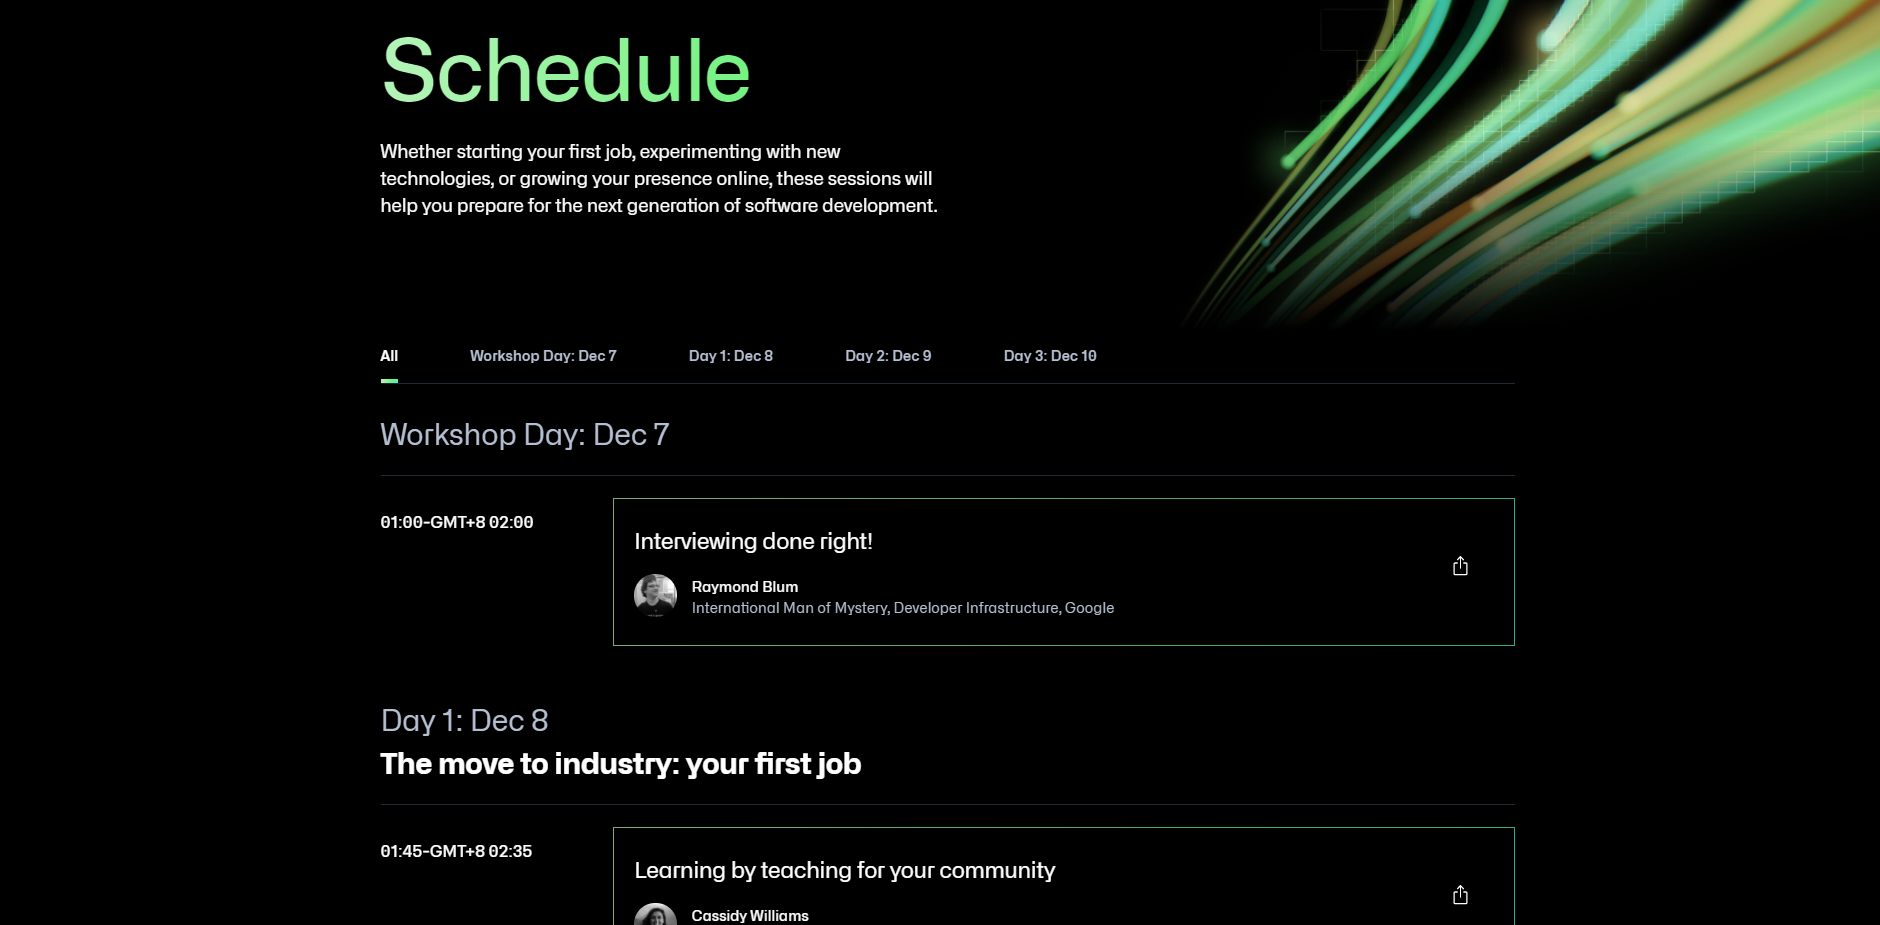 Schedule
Whether starting your first job, experimenting with new
technologies, or growing your presence online, these sessions will
help you prepare for the next generation of software development.
All
Workshop Day: Dec 7
Day 1: Dec 8
Day 2: Dec 9
Day 3: Dec 10
Workshop Day: Dec 7
01:00-GMT+8 02:00
Interviewing done right!
Raymond Blum
International Man of Mystery, Developer Infrastructure, Google
Day 1: Dec 8
The move to industry: your first job
01:45-GMT+8 02:35
Learning by teaching for your community
Cassidy Williams